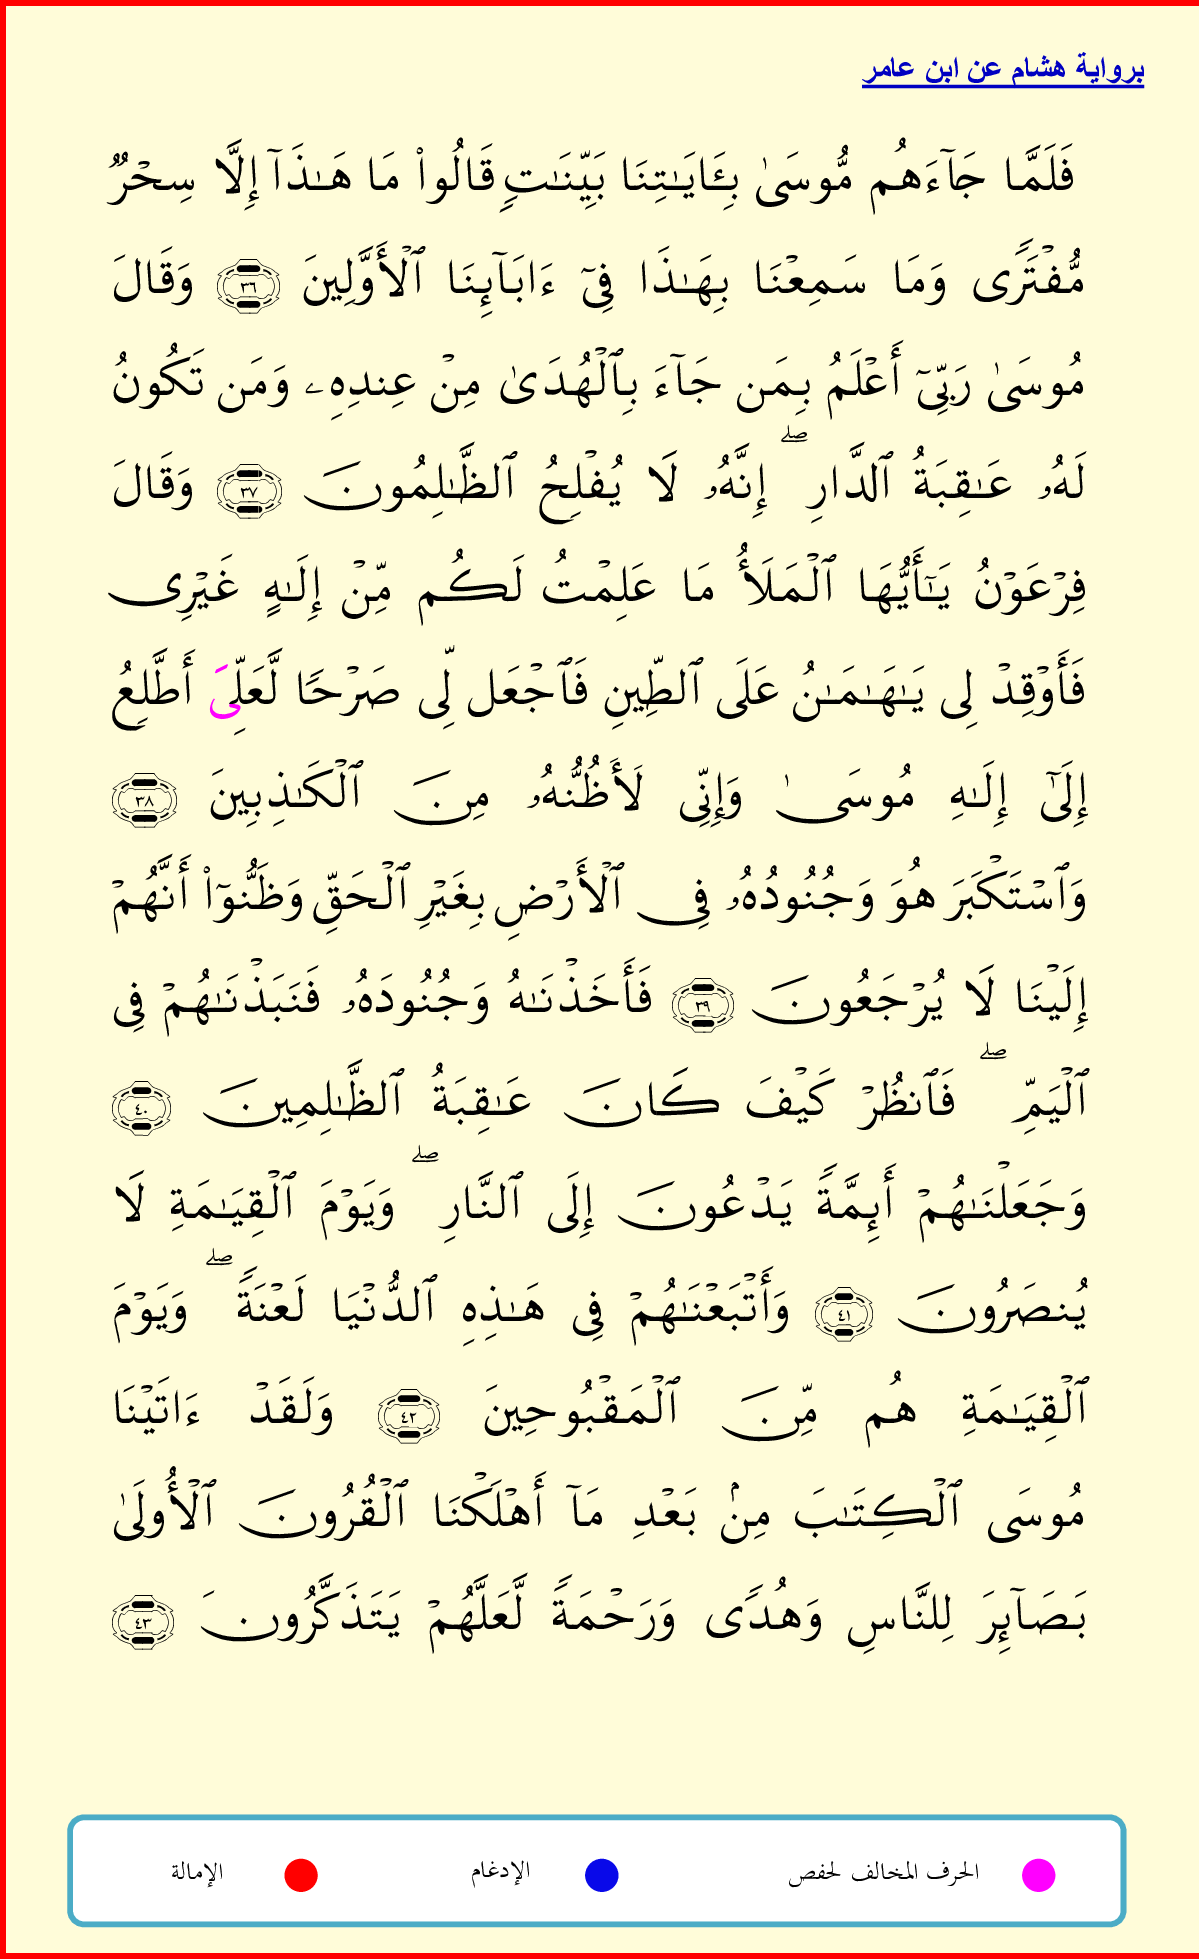 برواية هشام عن ابن عامر
فَلَمَّا جَآءَهُم مُّوسَىٰ بِـَٔايَـٰتِنَا بَيِّنَـٰتٍۢ قَالُوا۟ مَا هَـٰذَآ إِلَّا سِحْرٌۭ
مُّفْتَرًۭى وَمَا سَمِعْنَا بِهَـٰذَا فِىٓ ءَابَآئِنَا ٱلْأَوَّلِينَ ٣٦ وَقَالَ
مُوسَىٰ رَبِّىٓ أَعْلَمُ بِمَن جَآءَ بِٱلْهُدَىٰ مِنْ عِندِهِۦ وَمَن تَكُونُ
لَهُۥ عَـٰقِبَةُ ٱلدَّارِ ۖ إِنَّهُۥ لَا يُفْلِحُ ٱلظَّـٰلِمُونَ ٣٧ وَقَالَ
فِرْعَوْنُ يَـٰٓأَيُّهَا ٱلْمَلَأُ مَا عَلِمْتُ لَكُم مِّنْ إِلَـٰهٍ غَيْرِى
فَأَوْقِدْ لِى يَـٰهَـٰمَـٰنُ عَلَى ٱلطِّينِ فَٱجْعَل لِّى صَرْحًۭا لَّعَلِّىَ أَطَّلِعُ
إِلَىٰٓ إِلَـٰهِ مُوسَىٰ وَإِنِّى لَأَظُنُّهُۥ مِنَ ٱلْكَـٰذِبِينَ ٣٨
وَٱسْتَكْبَرَ هُوَ وَجُنُودُهُۥ فِى ٱلْأَرْضِ بِغَيْرِ ٱلْحَقِّ وَظَنُّوٓا۟ أَنَّهُمْ
إِلَيْنَا لَا يُرْجَعُونَ ٣٩ فَأَخَذْنَـٰهُ وَجُنُودَهُۥ فَنَبَذْنَـٰهُمْ فِى
ٱلْيَمِّ ۖ فَٱنظُرْ كَيْفَ كَانَ عَـٰقِبَةُ ٱلظَّـٰلِمِينَ ٤٠
وَجَعَلْنَـٰهُمْ أَئِمَّةًۭ يَدْعُونَ إِلَى ٱلنَّارِ ۖ وَيَوْمَ ٱلْقِيَـٰمَةِ لَا
يُنصَرُونَ ٤١ وَأَتْبَعْنَـٰهُمْ فِى هَـٰذِهِ ٱلدُّنْيَا لَعْنَةًۭ ۖ وَيَوْمَ
ٱلْقِيَـٰمَةِ هُم مِّنَ ٱلْمَقْبُوحِينَ ٤٢ وَلَقَدْ ءَاتَيْنَا
مُوسَى ٱلْكِتَـٰبَ مِنۢ بَعْدِ مَآ أَهْلَكْنَا ٱلْقُرُونَ ٱلْأُولَىٰ
بَصَآئِرَ لِلنَّاسِ وَهُدًۭى وَرَحْمَةًۭ لَّعَلَّهُمْ يَتَذَكَّرُونَ ٤٣
الحرف المخالف لحفص الإدغام الإمالة